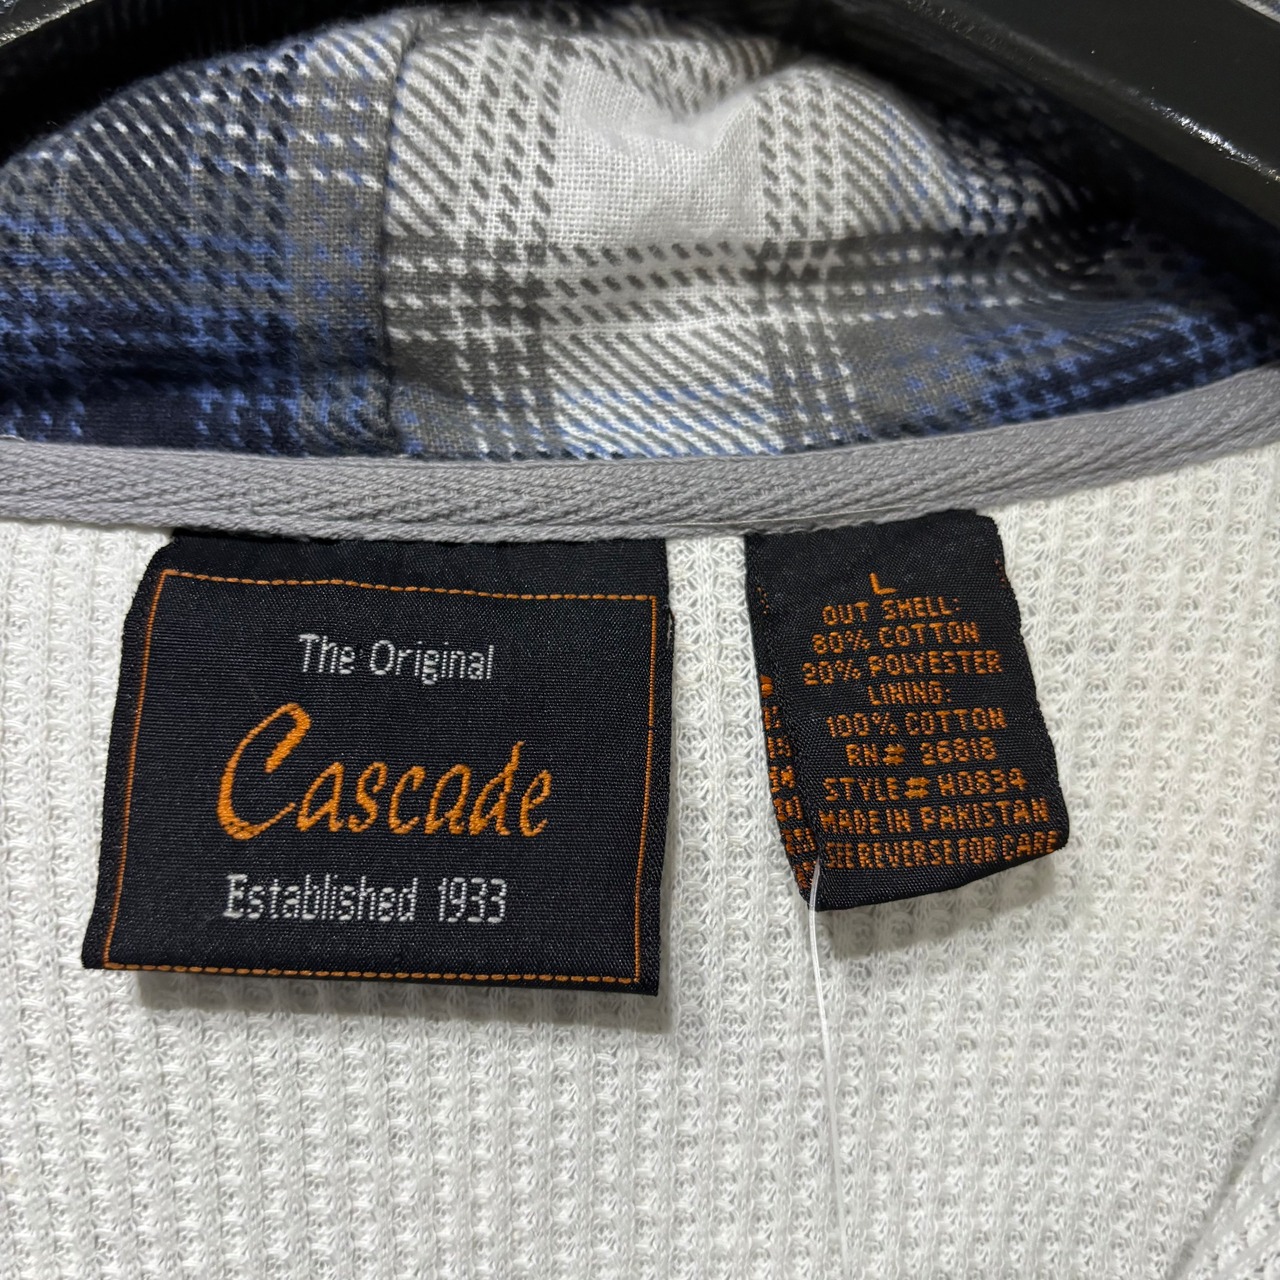 The Original
Cascade
Established 1933
L
OUT SHELL:
80% COTTON
20% POLYESTER
LINING:
100% COTTON
RN# 26818
STYLE# H0634
MADE IN PAKISTAN
SEE REVERSE FOR CARE